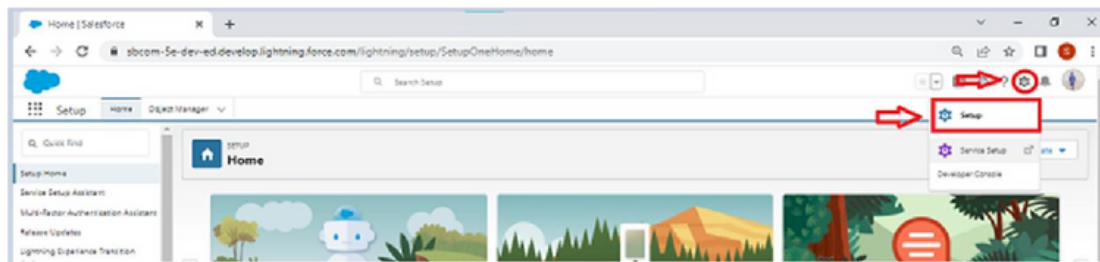 Home | Salesforce
sbcom-5e-dev-ed.develop.lightning.force.com/lightning/setup/SetupOneHome/home
S
Search Setup
Setup
Home
Object Manager
Setup
Quick Find
SETUP
Home
Service Setup
Developer Console
Setup Home
Service Setup Assistant
Multi-Factor Authentication Assistant
Release Updates
Lightning Experience Transition